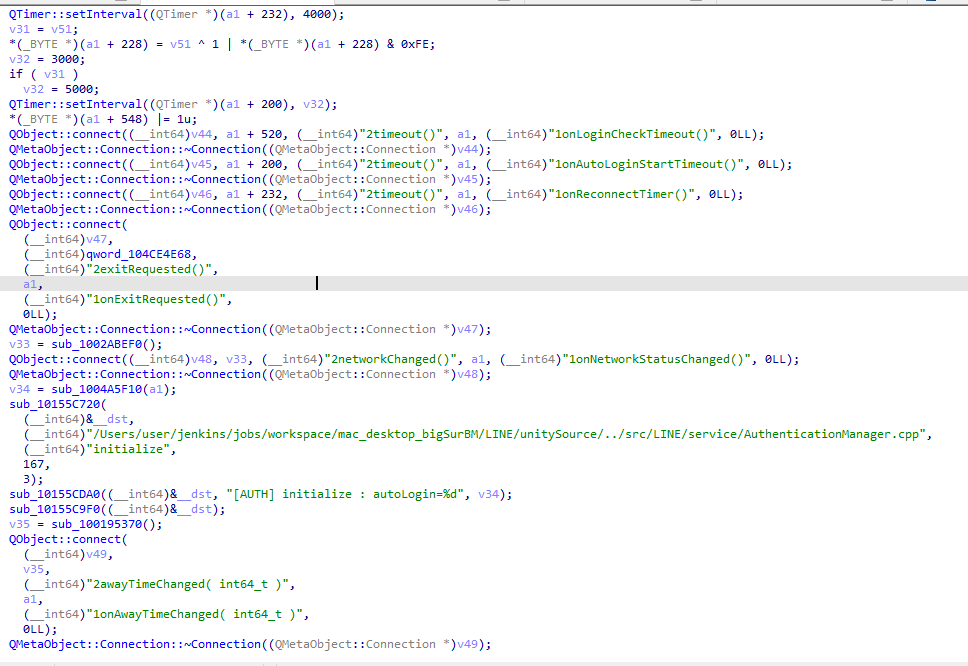 QTimer::setInterval((QTimer *)(a1 + 232), 4000);
v31 = v51;
*(_BYTE *)(a1 + 228) = v51 ^ 1 | *(_BYTE *)(a1 + 228) & 0xFE;
v32 = 3000;
if ( v31 )
  v32 = 5000;
QTimer::setInterval((QTimer *)(a1 + 200), v32);
*(_BYTE *)(a1 + 548) |= 1u;
QObject::connect((__int64)v44, a1 + 520, (__int64)"2timeout()", a1, (__int64)"1onLoginCheckTimeout()", 0LL);
QMetaObject::Connection::~Connection((QMetaObject::Connection *)v44);
QObject::connect((__int64)v45, a1 + 200, (__int64)"2timeout()", a1, (__int64)"1onAutoLoginStartTimeout()", 0LL);
QMetaObject::Connection::~Connection((QMetaObject::Connection *)v45);
QObject::connect((__int64)v46, a1 + 232, (__int64)"2timeout()", a1, (__int64)"1onReconnectTimer()", 0LL);
QMetaObject::Connection::~Connection((QMetaObject::Connection *)v46);
QObject::connect(
  (__int64)v47,
  (__int64)qword_104CE4E68,
  (__int64)"2exitRequested()",
  a1,
  (__int64)"1onExitRequested()",
  0LL);
QMetaObject::Connection::~Connection((QMetaObject::Connection *)v47);
v33 = sub_1002ABEF0();
QObject::connect((__int64)v48, v33, (__int64)"2networkChanged()", a1, (__int64)"1onNetworkStatusChanged()", 0LL);
QMetaObject::Connection::~Connection((QMetaObject::Connection *)v48);
v34 = sub_1004A5F10(a1);
sub_10155C720(
  (__int64)&__dst,
  (__int64)"/Users/user/jenkins/jobs/workspace/mac_desktop_bigSurBM/LINE/unitySource/../src/LINE/service/AuthenticationManager.cpp",
  (__int64)"initialize",
  167,
  3);
sub_10155CDA0((__int64)&__dst, "[AUTH] initialize : autoLogin=%d", v34);
sub_10155C9F0((__int64)&__dst);
v35 = sub_100195370();
QObject::connect(
  (__int64)v49,
  v35,
  (__int64)"2awayTimeChanged( int64_t )",
  a1,
  (__int64)"1onAwayTimeChanged( int64_t )",
  0LL);
QMetaObject::Connection::~Connection((QMetaObject::Connection *)v49);